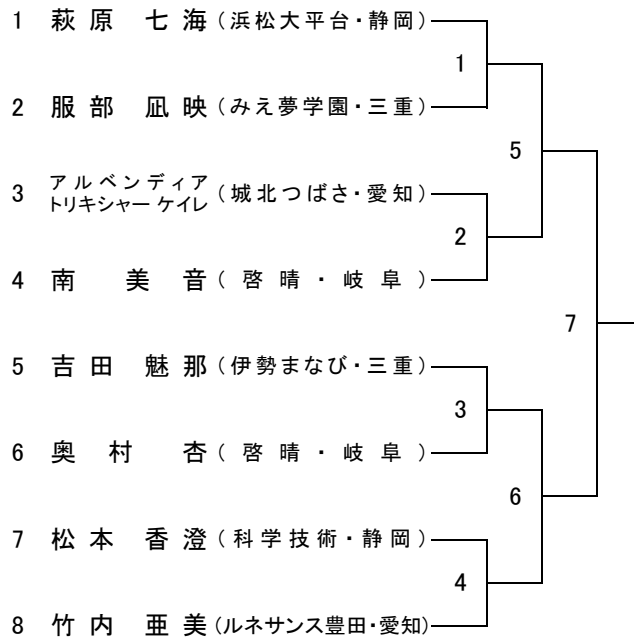 1 萩原 七海 (浜松大平台・静岡)
1
2 服部 凪映 (みえ夢学園・三重)
5
3 アルベンディア
トリキシャー ケイレ (城北つばさ・愛知)
2
4 南 美音 (啓晴・岐阜)
7
5 吉田 魅那 (伊勢まなび・三重)
3
6 奥村 杏 (啓晴・岐阜)
6
7 松本 香澄 (科学技術・静岡)
4
8 竹内 亜美 (ルネサンス豊田・愛知)